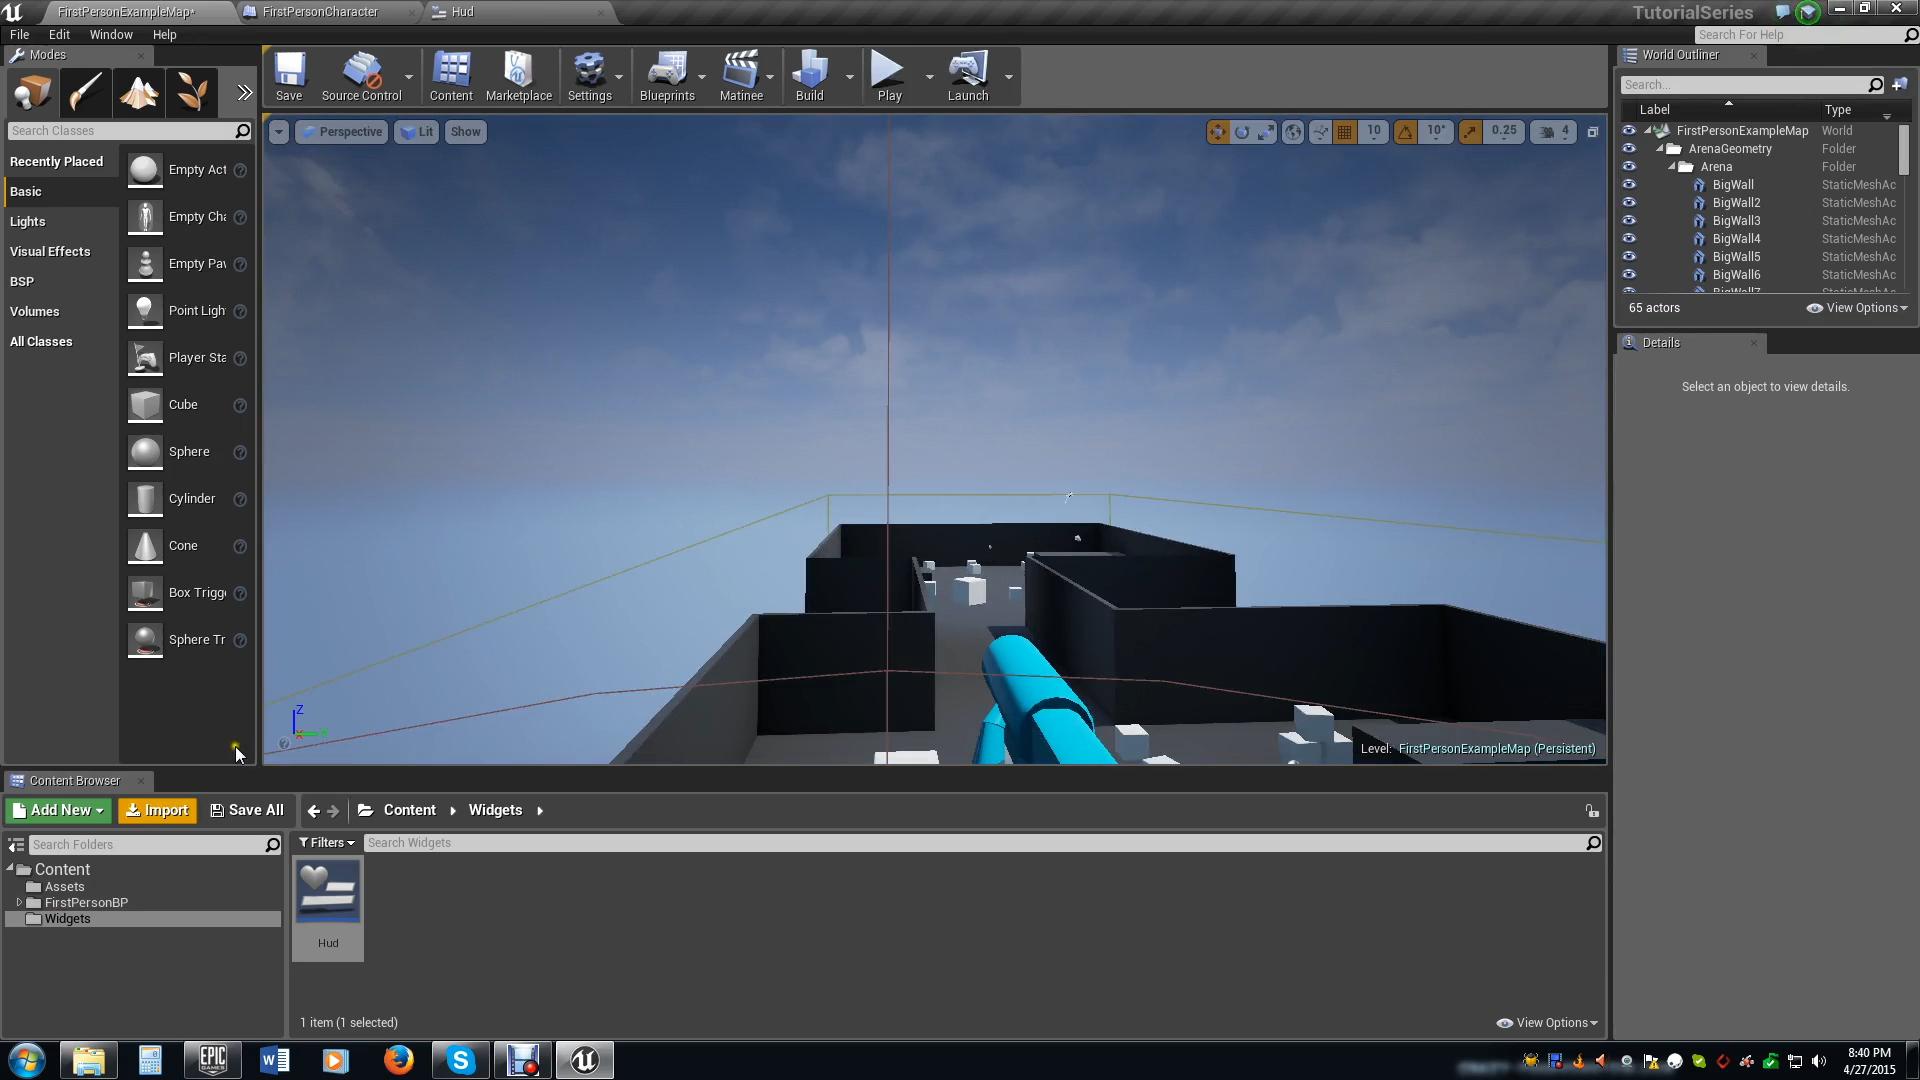 FirstPersonExampleMap*
FirstPersonCharacter
Hud
TutorialSeries
File Edit Window Help
Search For Help
Modes
Save
Source Control
Content
Marketplace
Settings
Blueprints
Matinee
Build
Play
Launch
World Outliner
Search...
Label Type
FirstPersonExampleMap World
ArenaGeometry Folder
Arena Folder
BigWall StaticMeshAc
BigWall2 StaticMeshAc
BigWall3 StaticMeshAc
BigWall4 StaticMeshAc
BigWall5 StaticMeshAc
BigWall6 StaticMeshAc
65 actors
View Options
Details
Select an object to view details.
Search Classes
Recently Placed
Basic
Lights
Visual Effects
BSP
Volumes
All Classes
Empty Act
Empty Cha
Empty Pav
Point Ligh
Player Sta
Cube
Sphere
Cylinder
Cone
Box Trigge
Sphere Tr
Perspective Lit Show
10 10° 0.25 4
Z
Level: FirstPersonExampleMap (Persistent)
Content Browser
Add New Import Save All
Content Widgets
Search Folders
Content
Assets
FirstPersonBP
Widgets
Filters
Search Widgets
Hud
1 item (1 selected)
View Options
EPIC
GAMES
8:40 PM
4/27/2015